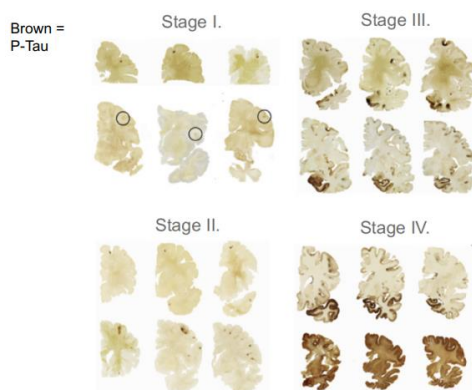 Brown =
P-Tau
Stage I.
Stage III.
Stage II.
Stage IV.